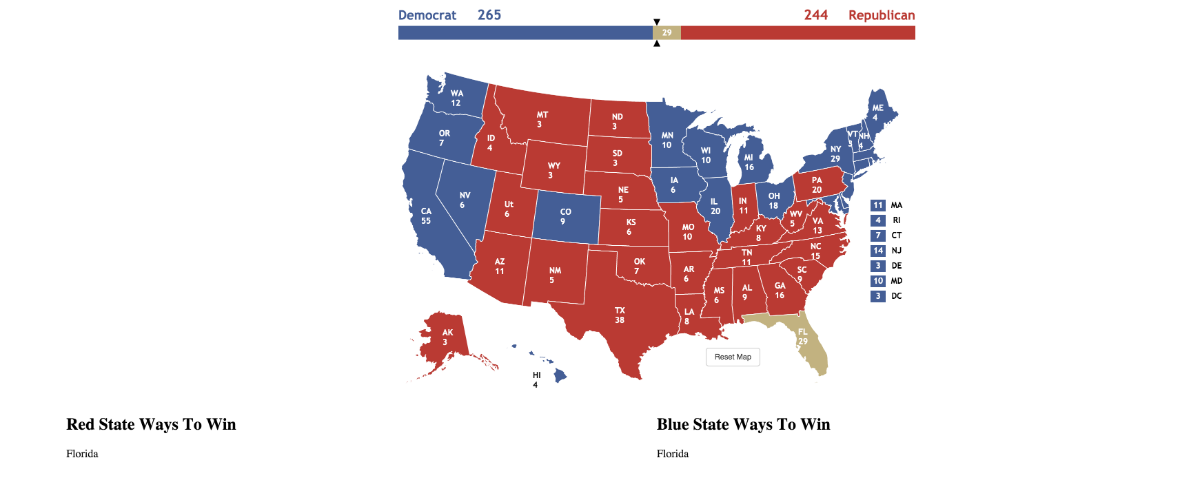 Democrat 265 244 Republican
29
WA
12
OR
7
CA
55
NV
6
ID
4
MT
3
WY
3
Ut
6
CO
9
AZ
11
NM
5
ND
3
SD
3
NE
5
KS
6
OK
7
TX
38
MN
10
IA
6
MO
10
AR
6
LA
8
WI
10
IL
20
MI
16
IN
11
OH
18
KY
8
TN
11
MS
6
AL
9
GA
16
FL
29
SC
9
NC
15
VA
13
WV
5
PA
20
NY
29
VT
3
NH
4
ME
4
AK
3
HI
4
11 MA
4 RI
7 CT
14 NJ
3 DE
10 MD
3 DC
Reset Map
Red State Ways To Win
Florida
Blue State Ways To Win
Florida